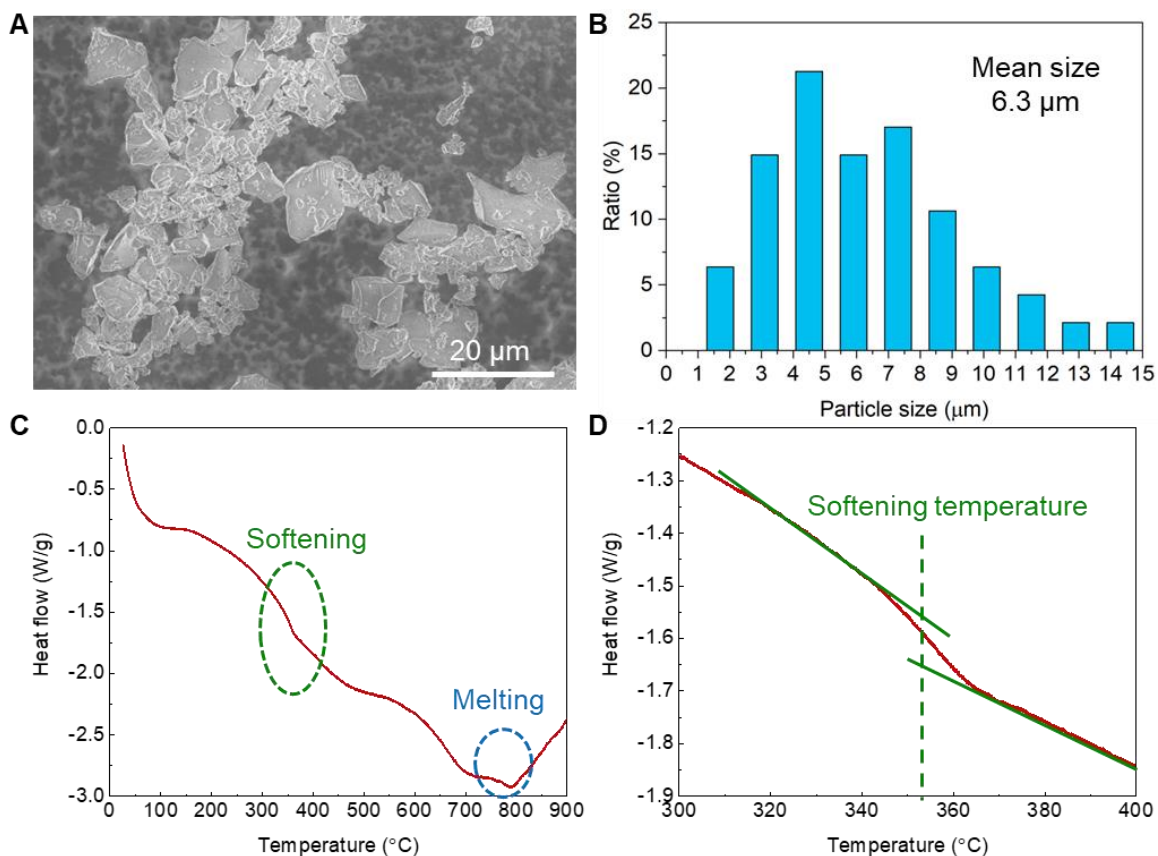 A
20 µm
B
25
20
15
10
5
0
Ratio (%)
Mean size
6.3 µm
0 1 2 3 4 5 6 7 8 9 10 11 12 13 14 15
Particle size (µm)
C
0.0
-0.5
-1.0
-1.5
-2.0
-2.5
-3.0
Heat flow (W/g)
Softening
Melting
0 100 200 300 400 500 600 700 800 900
Temperature (°C)
D
-1.2
-1.3
-1.4
-1.5
-1.6
-1.7
-1.8
-1.9
Heat flow (W/g)
Softening temperature
300 320 340 360 380 400
Temperature (°C)